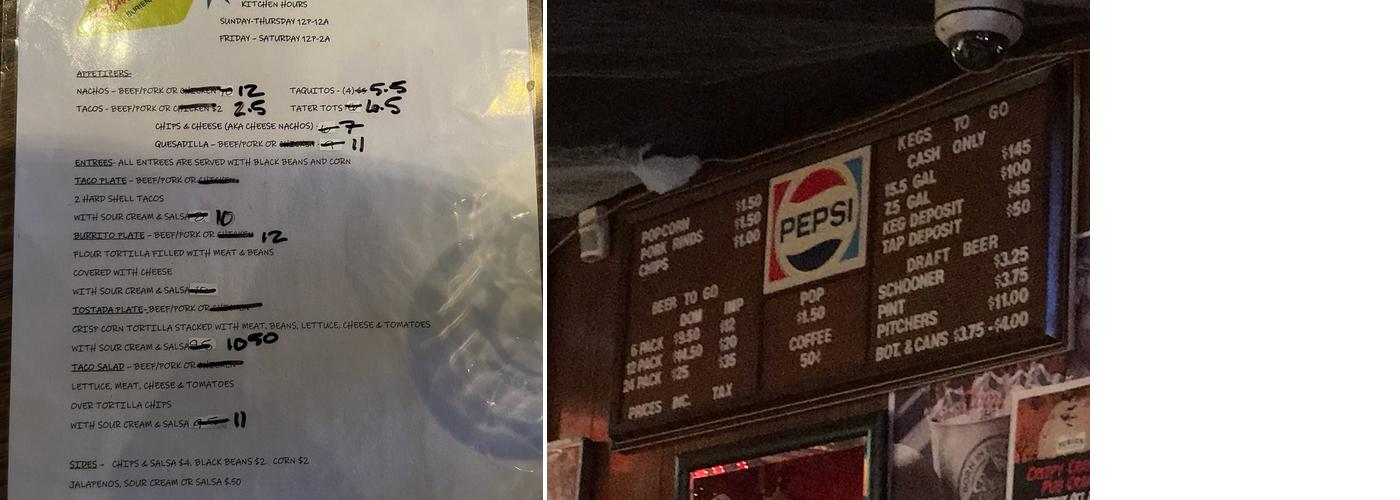 BURIEN
KITCHEN HOURS
SUNDAY-THURSDAY 12P-12A
FRIDAY - SATURDAY 12P-2A
APPETIZERS-
NACHOS - BEEF/PORK OR CHICKEN 12 TAQUITOS - (4) 5.5
TACOS - BEEF/PORK OR CHICKEN $2 2.5 TATER TOTS 6.5
CHIPS & CHEESE (AKA CHEESE NACHOS) - 7
QUESADILLA - BEEF/PORK OR CHICKEN - 11
ENTREES- ALL ENTREES ARE SERVED WITH BLACK BEANS AND CORN
TACO PLATE - BEEF/PORK OR CHICKEN
2 HARD SHELL TACOS
WITH SOUR CREAM & SALSA 10
BURRITO PLATE - BEEF/PORK OR CHICKEN 12
FLOUR TORTILLA FILLED WITH MEAT & BEANS
COVERED WITH CHEESE
WITH SOUR CREAM & SALSA
TOSTADA PLATE- BEEF/PORK OR CHICKEN
CRISP CORN TORTILLA STACKED WITH MEAT, BEANS, LETTUCE, CHEESE & TOMATOES
WITH SOUR CREAM & SALSA 1050
TACO SALAD - BEEF/PORK OR CHICKEN
LETTUCE, MEAT, CHEESE & TOMATOES
OVER TORTILLA CHIPS
WITH SOUR CREAM & SALSA 11
SIDES - CHIPS & SALSA $4. BLACK BEANS $2. CORN $2
JALAPENOS, SOUR CREAM OR SALSA $.50
POPCORN $1.50
PORK RINDS $1.50
CHIPS $1.00
BEER TO GO
DOM IMP
6 PACK $9.50 $12
12 PACK $14.50 $20
24 PACK $25 $35
PRICES INC. TAX
PEPSI
POP
$1.50
COFFEE
50¢
KEGS TO GO
CASH ONLY
15.5 GAL $145
7.5 GAL $100
KEG DEPOSIT $45
TAP DEPOSIT $50
DRAFT BEER
SCHOONER $3.25
PINT $3.75
PITCHERS $11.00
BOT. & CANS $3.75 - $4.00